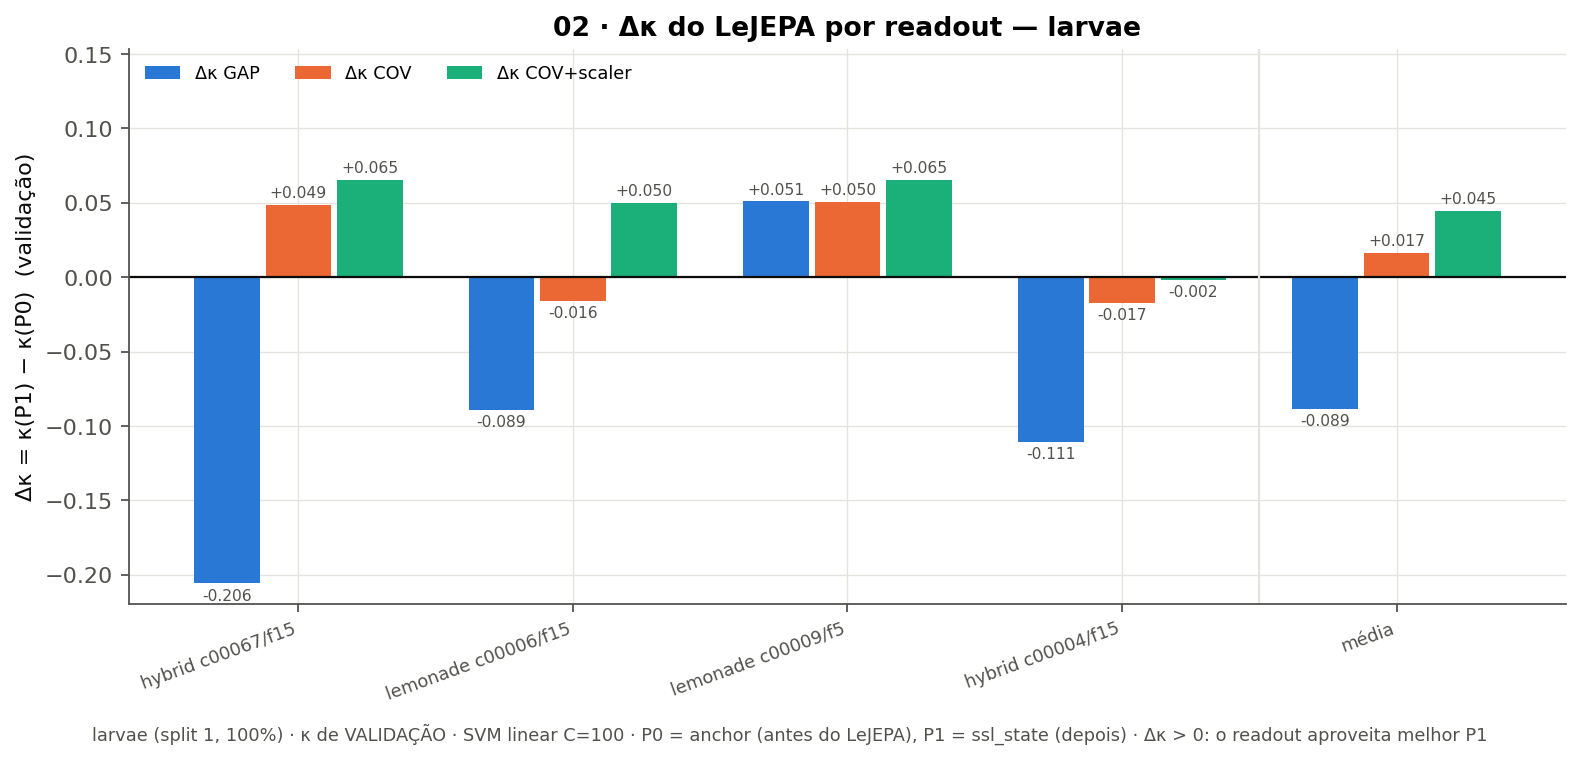 02 · Δκ do LeJEPA por readout — larvae
Δκ GAP
Δκ COV
Δκ COV+scaler
Δκ = κ(P1) − κ(P0) (validação)
0.15
0.10
0.05
0.00
−0.05
−0.10
−0.15
−0.20
-0.206
+0.049
+0.065
-0.089
-0.016
+0.050
+0.051
+0.050
+0.065
-0.111
-0.017
-0.002
-0.089
+0.017
+0.045
hybrid c00067/f15
lemonade c00006/f15
lemonade c00009/f5
hybrid c00004/f15
média
larvae (split 1, 100%) · κ de VALIDAÇÃO · SVM linear C=100 · P0 = anchor (antes do LeJEPA), P1 = ssl_state (depois) · Δκ > 0: o readout aproveita melhor P1